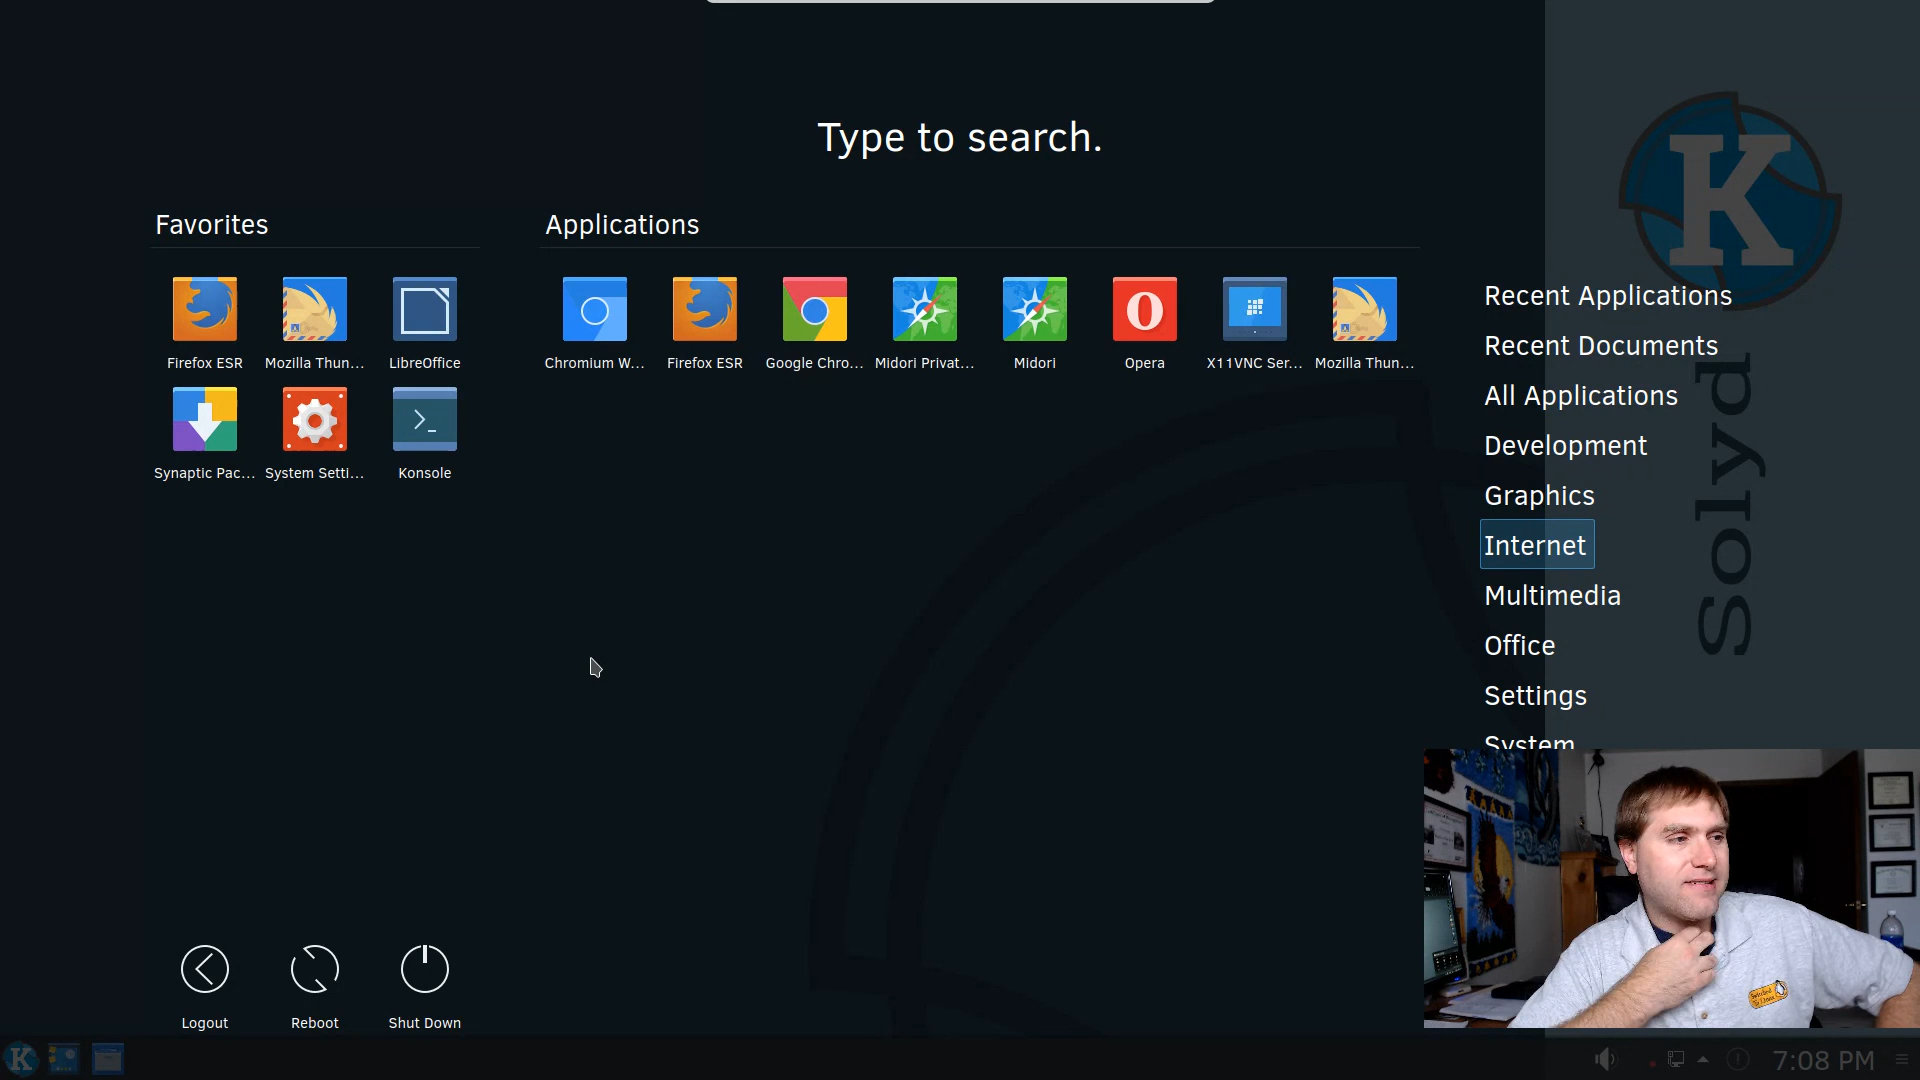 Type to search.
Favorites
Applications
Firefox ESR
Mozilla Thun...
LibreOffice
Chromium W...
Firefox ESR
Google Chro...
Midori Privat...
Midori
Opera
X11VNC Ser...
Mozilla Thun...
Synaptic Pac...
System Setti...
Konsole
Recent Applications
Recent Documents
All Applications
Development
Graphics
Internet
Multimedia
Office
Settings
System
K
Solyd
Logout
Reboot
Shut Down
K
7:08 PM